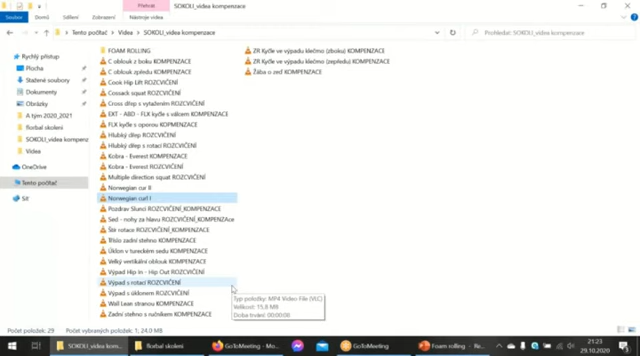 Přehrát
SOKOLI_videa kompenzace
Soubor
Domů
Sdílení
Zobrazení
Nástroje videa
Tento počítač > Videa > SOKOLI_videa kompenzace
Prohledat: SOKOLI_videa kompenzace
Rychlý přístup
Plocha
Stažené soubory
Dokumenty
Obrázky
A tým 2020_2021
florbal skoleni
SOKOLI_videa kompenz
Videa
OneDrive
Tento počítač
Síť
FOAM ROLLING
C oblouk z boku KOMPENZACE
C oblouk zpředu KOMPENZACE
Cook Hip Lift ROZCVIČENÍ
Cossack squat ROZCVIČENÍ
Cross dřep s vytažením ROZCVIČENÍ
EXT - ABD - FLX kyčle s válcem KOMPENZACE
FLX kyčle s oporou KOMPENZACE
Hluboký dřep ROZCVIČENÍ
Hluboký dřep s rotací ROZCVIČENÍ
Kobra - Everest KOMPENZACE
Kobra - Everest ROZCVIČENÍ
Multiple direction squat ROZCVIČENÍ
Norwegian cur II
Norwegian curl I
Pozdrav Slunci ROZCVIČENÍ_KOMPENZACE
Sed - nohy za hlavu ROZCVIČENÍ_KOMPENZAce
Šitě rotace ROZCVIČENÍ_KOMPENZACE
Tříslo zadní stehno KOMPENZACE
Úklon v tureckém sedu KOMPENZACE
Velký vertikální oblouk KOMPENZACE
Výpad Hip In - Hip Out ROZCVIČENÍ
Výpad s rotací ROZCVIČENÍ
Výpad s úklonem ROZCVIČENÍ
Wall Lean stranou KOMPENZACE
Zadní stehno s ručníkem KOMPENZACE
ZR Kyčle ve výpadu klečmo (zboku) KOMPENZACE
ZR Kyčle ve výpadu klečmo (zepředu) KOMPENZACE
Žába o zeď KOMPENZACE
Typ položky: MP4 Video File (VLC)
Velikost: 15,8 MB
Doba trvání: 00:00:08
Počet položek: 29
Počet vybraných položek: 1; 24,0 MB
SOKOLI_videa kom...
florbal skoleni
GoToMeeting - Mo...
GoToMeeting
Foam rolling - Re...
21:23
29.10.2020